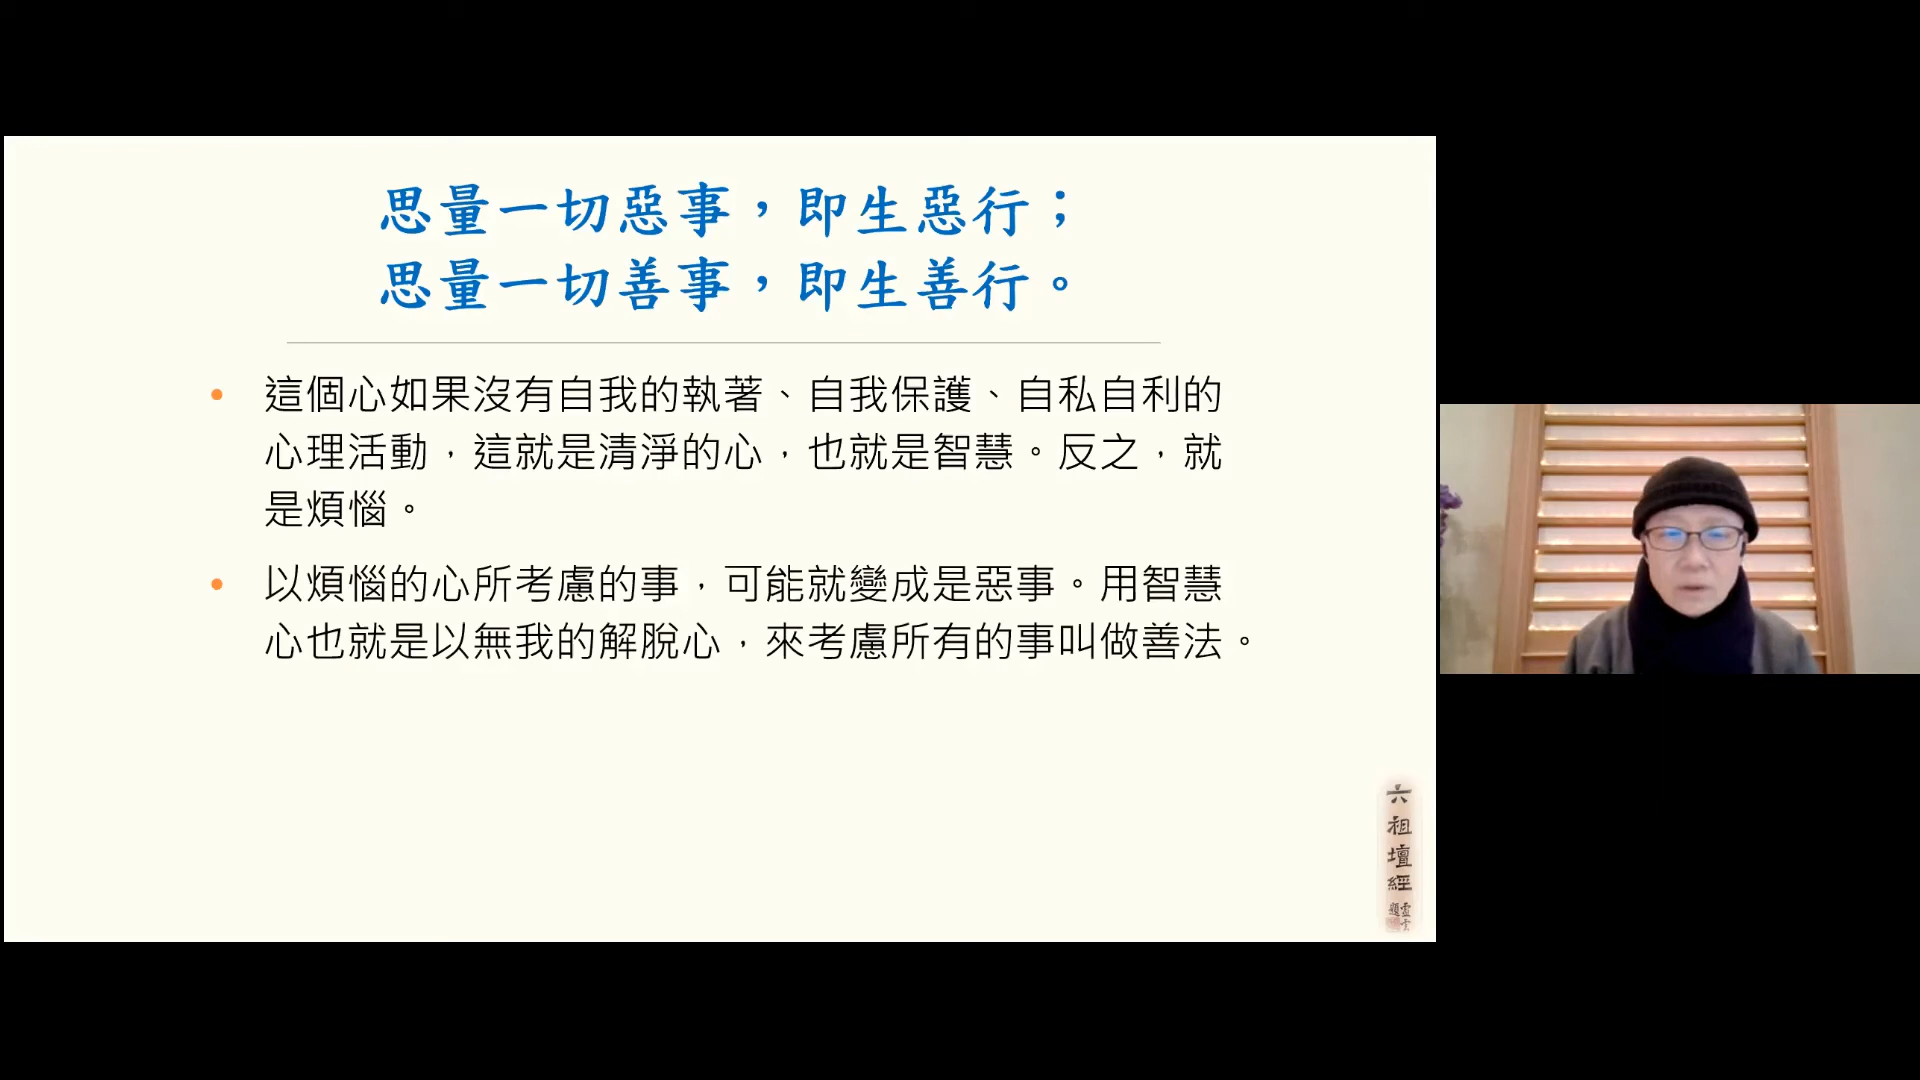 思量一切惡事，即生惡行；
思量一切善事，即生善行。
• 這個心如果沒有自我的執著、自我保護、自私自利的
心理活動，這就是清淨的心，也就是智慧。反之，就
是煩惱。
• 以煩惱的心所考慮的事，可能就變成是惡事。用智慧
心也就是以無我的解脫心，來考慮所有的事叫做善法。
六祖壇經